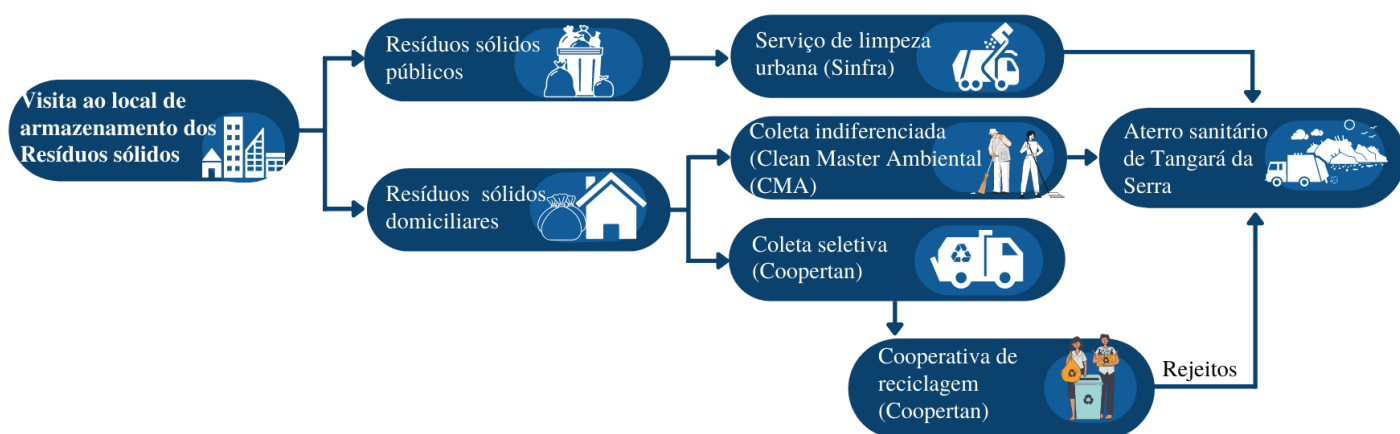 Visita ao local de
armazenamento dos
Resíduos sólidos
Resíduos sólidos
públicos
Serviço de limpeza
urbana (Sinfra)
Resíduos sólidos
domiciliares
Coleta indiferenciada
(Clean Master Ambiental
(CMA)
Coleta seletiva
(Coopertan)
Cooperativa de
reciclagem
(Coopertan)
Rejeitos
Aterro sanitário
de Tangará da
Serra